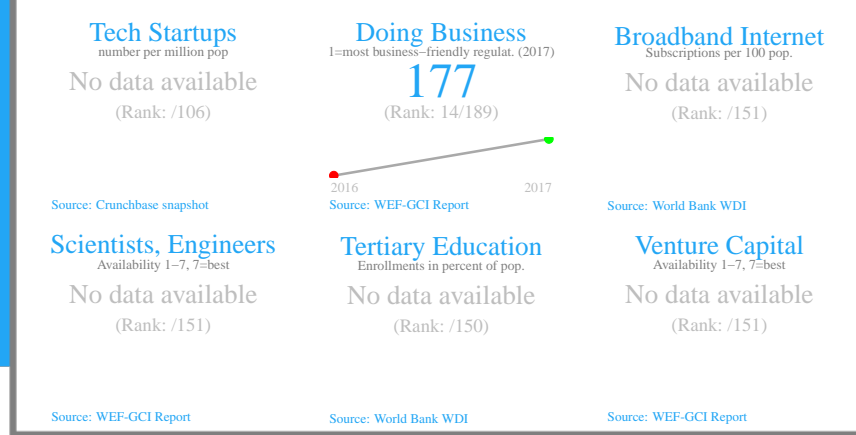 Tech Startups
number per million pop
No data available
(Rank: /106)
Source: Crunchbase snapshot
Doing Business
1=most business−friendly regulat. (2017)
177
(Rank: 14/189)
2016 2017
Source: WEF-GCI Report
Broadband Internet
Subscriptions per 100 pop.
No data available
(Rank: /151)
Source: World Bank WDI
Scientists, Engineers
Availability 1−7, 7=best
No data available
(Rank: /151)
Source: WEF-GCI Report
Tertiary Education
Enrollments in percent of pop.
No data available
(Rank: /150)
Source: World Bank WDI
Venture Capital
Availability 1−7, 7=best
No data available
(Rank: /151)
Source: WEF-GCI Report